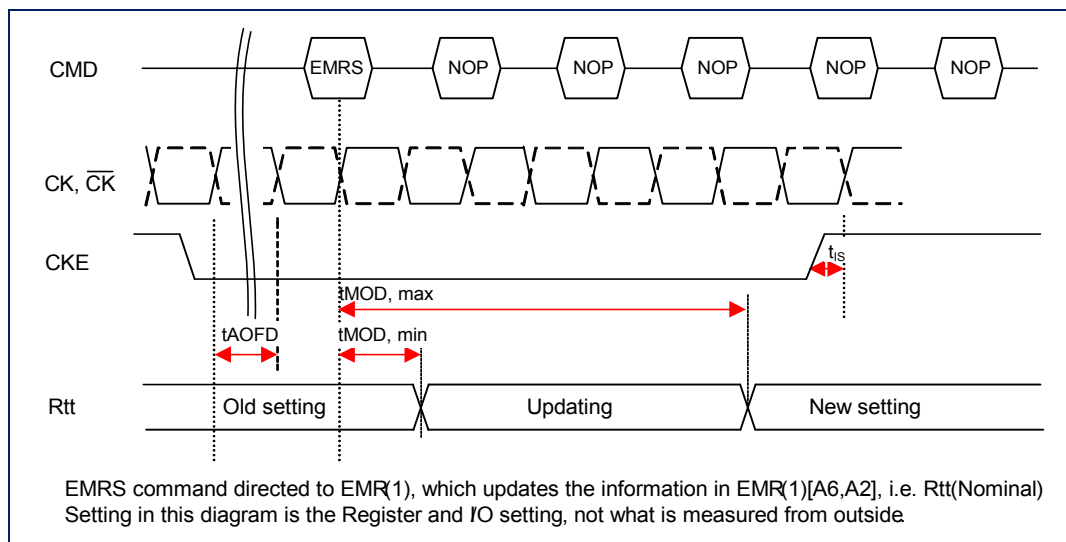 CMD
EMRS NOP NOP NOP NOP NOP
CK, C̅K̅
CKE
tIS
tMOD, max
tAOFD tMOD, min
Rtt Old setting Updating New setting
EMRS command directed to EMR(1), which updates the information in EMR(1)[A6,A2], i.e. Rtt(Nominal)
Setting in this diagram is the Register and I/O setting, not what is measured from outside.